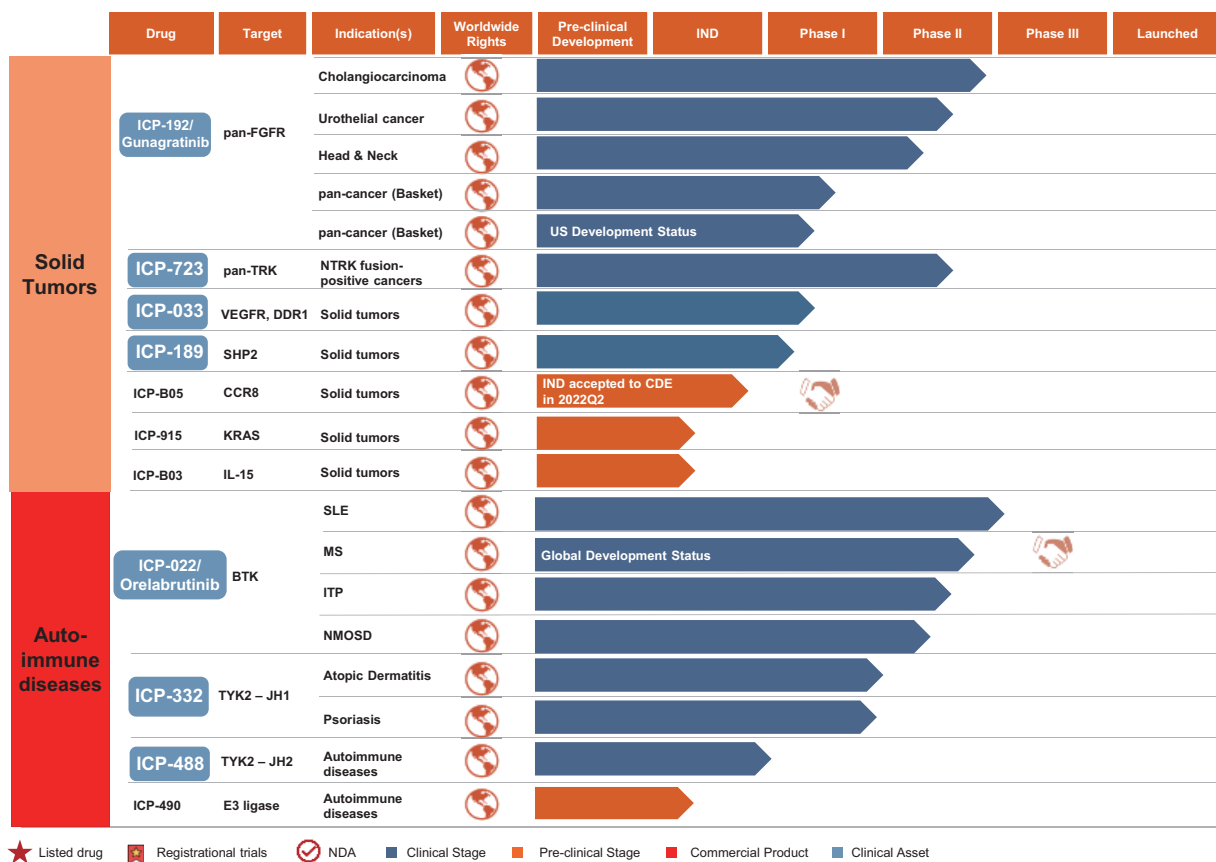 Drug
Target
Indication(s)
Worldwide
Rights
Pre-clinical
Development
IND
Phase I
Phase II
Phase III
Launched
Solid
Tumors
ICP-192/
Gunagratinib
pan-FGFR
Cholangiocarcinoma
Urothelial cancer
Head & Neck
pan-cancer (Basket)
pan-cancer (Basket)
US Development Status
ICP-723
pan-TRK
NTRK fusion-
positive cancers
ICP-033
VEGFR, DDR1
Solid tumors
ICP-189
SHP2
Solid tumors
ICP-B05
CCR8
Solid tumors
IND accepted to CDE
in 2022Q2
ICP-915
KRAS
Solid tumors
ICP-B03
IL-15
Solid tumors
Auto-
immune
diseases
ICP-022/
Orelabrutinib
BTK
SLE
MS
Global Development Status
ITP
NMOSD
ICP-332
TYK2 – JH1
Atopic Dermatitis
Psoriasis
ICP-488
TYK2 – JH2
Autoimmune
diseases
ICP-490
E3 ligase
Autoimmune
diseases
Listed drug
Registrational trials
NDA
Clinical Stage
Pre-clinical Stage
Commercial Product
Clinical Asset